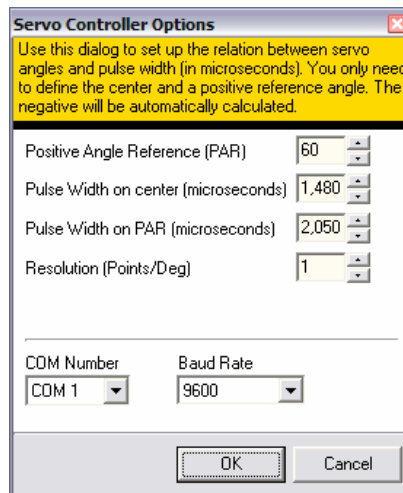 Servo Controller Options
Use this dialog to set up the relation between servo
angles and pulse width (in microseconds). You only need
to define the center and a positive reference angle. The
negative will be automatically calculated.
Positive Angle Reference (PAR) 60
Pulse Width on center (microseconds) 1,480
Pulse Width on PAR (microseconds) 2,050
Resolution (Points/Deg) 1
COM Number Baud Rate
COM 1 9600
OK Cancel